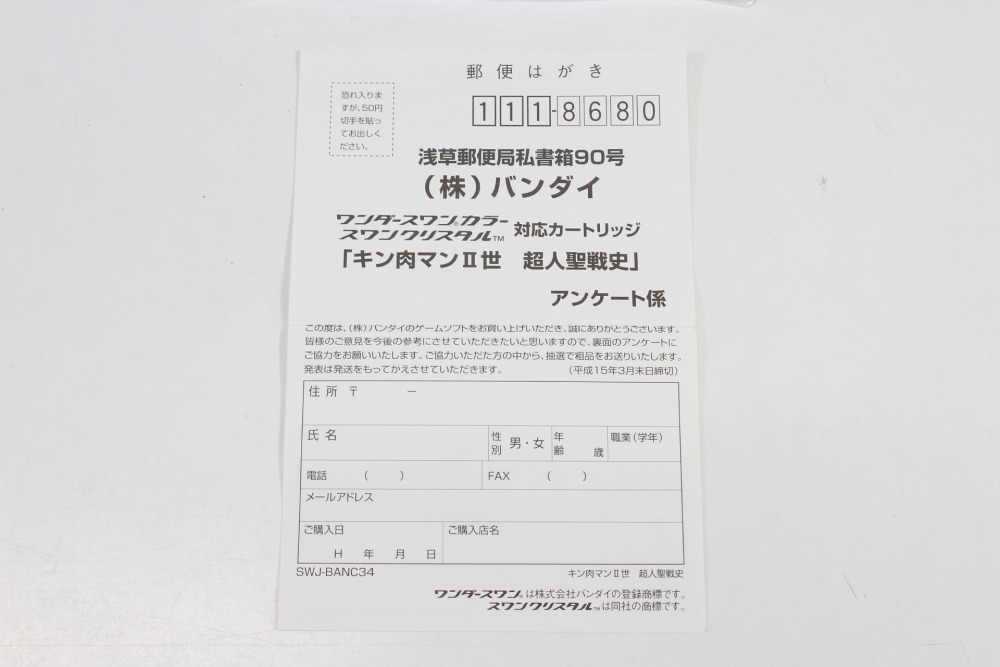 郵便はがき
恐れ入りま
すが、50円
切手を貼っ
てお出しく
ださい。
111-8680
浅草郵便局私書箱90号
(株)バンダイ
ワンダースワン®カラー
スワンクリスタル™ 対応カートリッジ
「キン肉マンⅡ世 超人聖戦史」
アンケート係
この度は、(株)バンダイのゲームソフトをお買い上げいただき、誠にありがとうございます。
皆様のご意見を今後の参考にさせていただきたいと思いますので、裏面のアンケートに
ご協力をお願いいたします。ご協力いただた方の中から、抽選で粗品をお送りいたします。
発表は発送をもってかえさせていただきます。 (平成15年3月末日締切)
住所 〒 ー
氏名 性別 男・女 年齢 歳 職業(学年)
電話 ( ) FAX ( )
メールアドレス
ご購入日 ご購入店名
H 年 月 日
SWJ-BANC34 キン肉マンⅡ世 超人聖戦史
ワンダースワン®は株式会社バンダイの登録商標です。
スワンクリスタル™は同社の商標です。